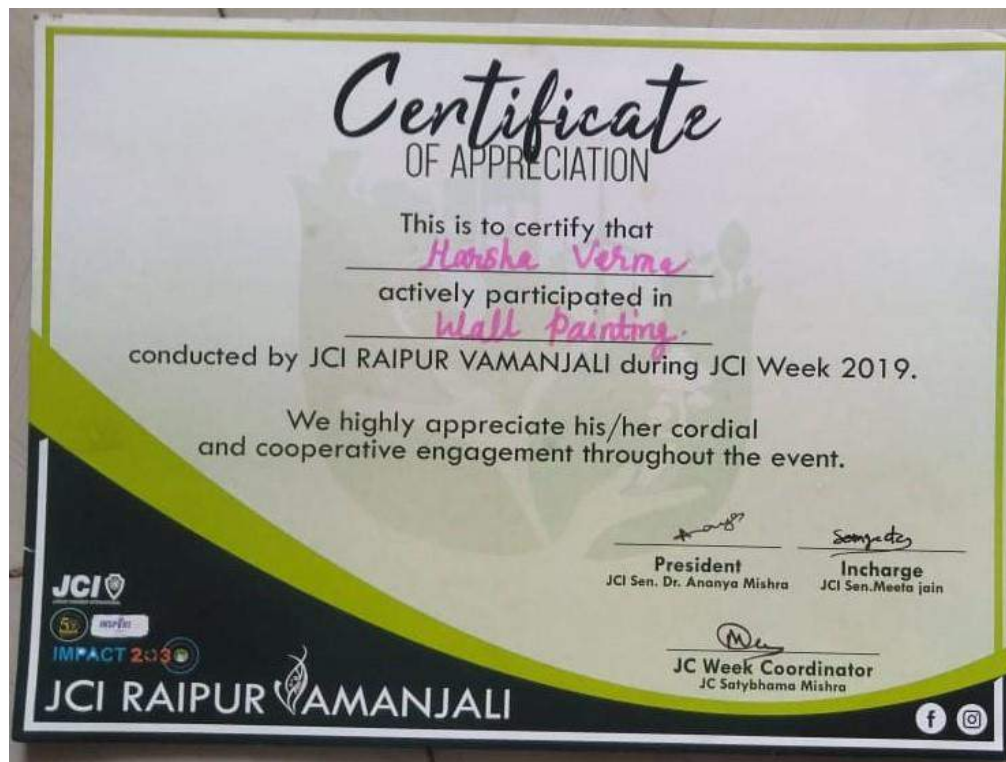 Certificate
OF APPRECIATION
This is to certify that
Harsha Verma
actively participated in
Wall Painting.
conducted by JCI RAIPUR VAMANJALI during JCI Week 2019.
We highly appreciate his/her cordial
and cooperative engagement throughout the event.
President
JCI Sen. Dr. Ananya Mishra
Incharge
JCI Sen.Meeta jain
JC Week Coordinator
JC Satybhama Mishra
JCI
IMPACT 2030
JCI RAIPUR VAMANJALI